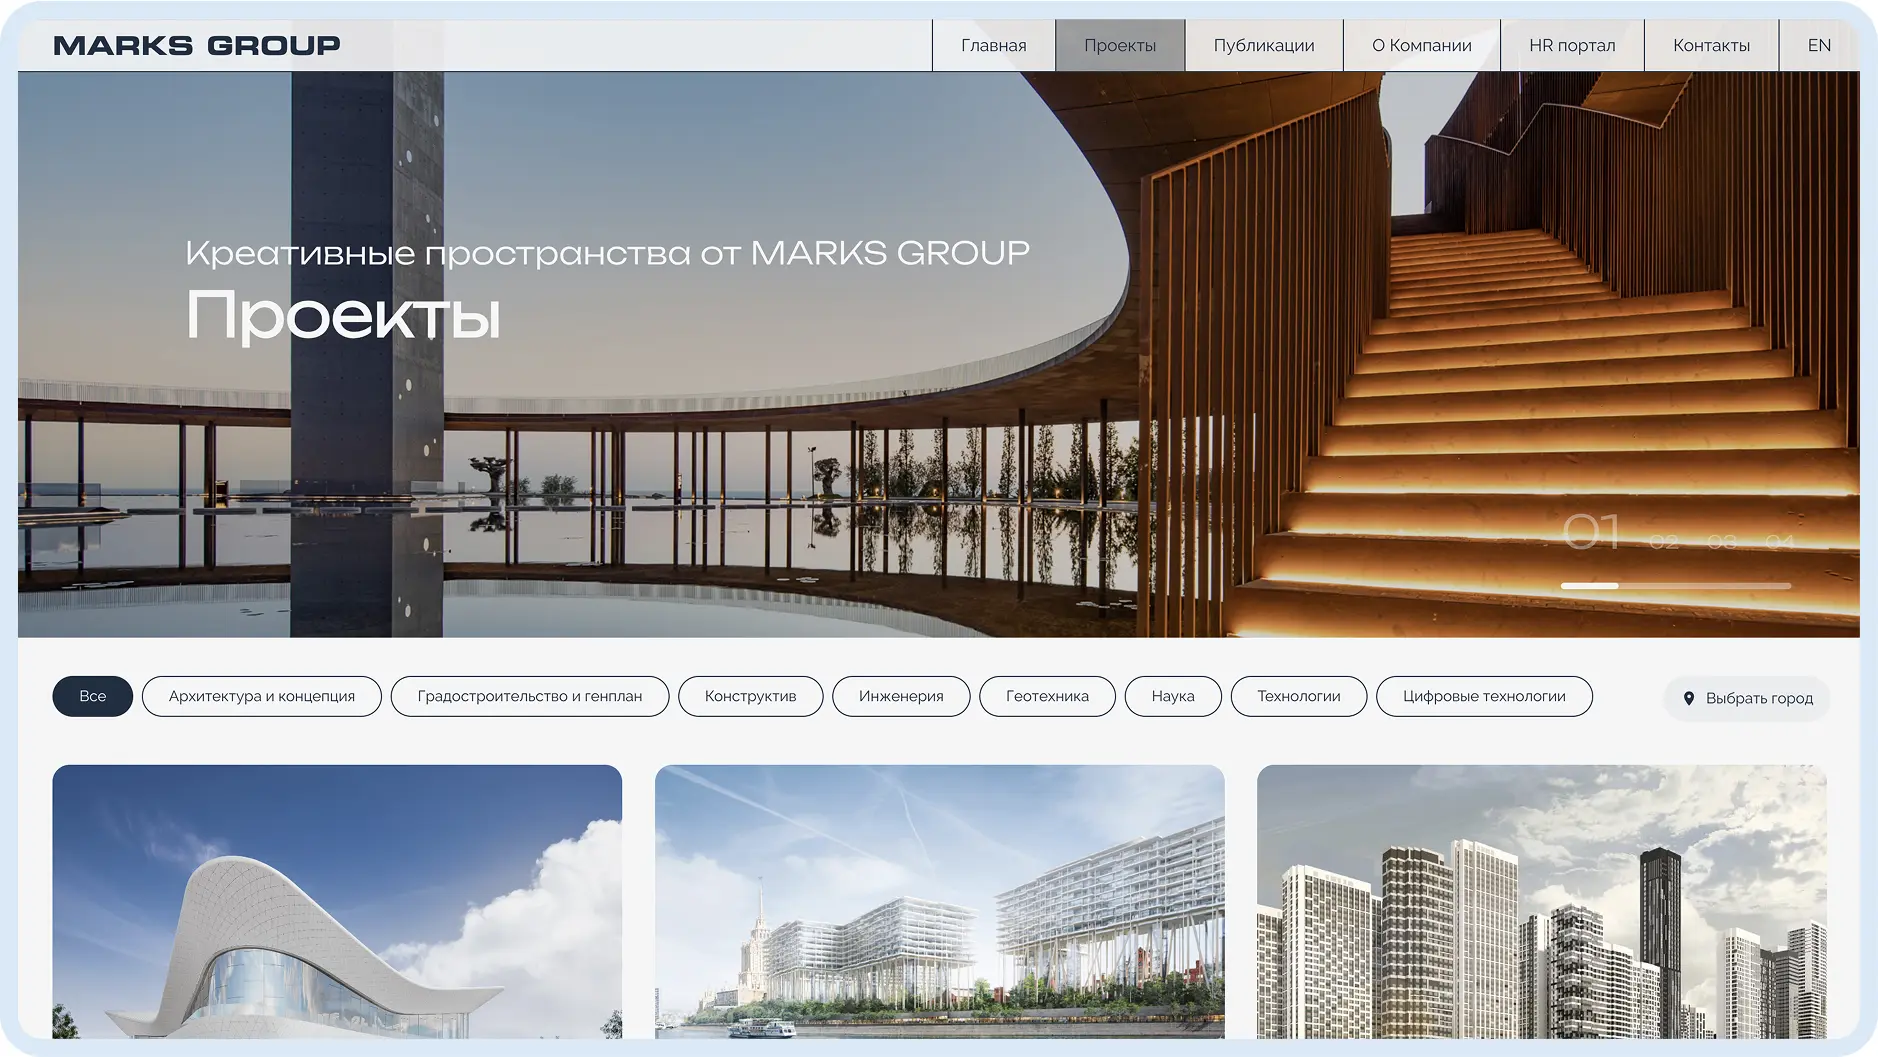 MARKS GROUP
Главная
Проекты
Публикации
О Компании
HR портал
Контакты
EN
Креативные пространства от MARKS GROUP
Проекты
01 02 03 04
Все
Архитектура и концепция
Градостроительство и генплан
Конструктив
Инженерия
Геотехника
Наука
Технологии
Цифровые технологии
Выбрать город